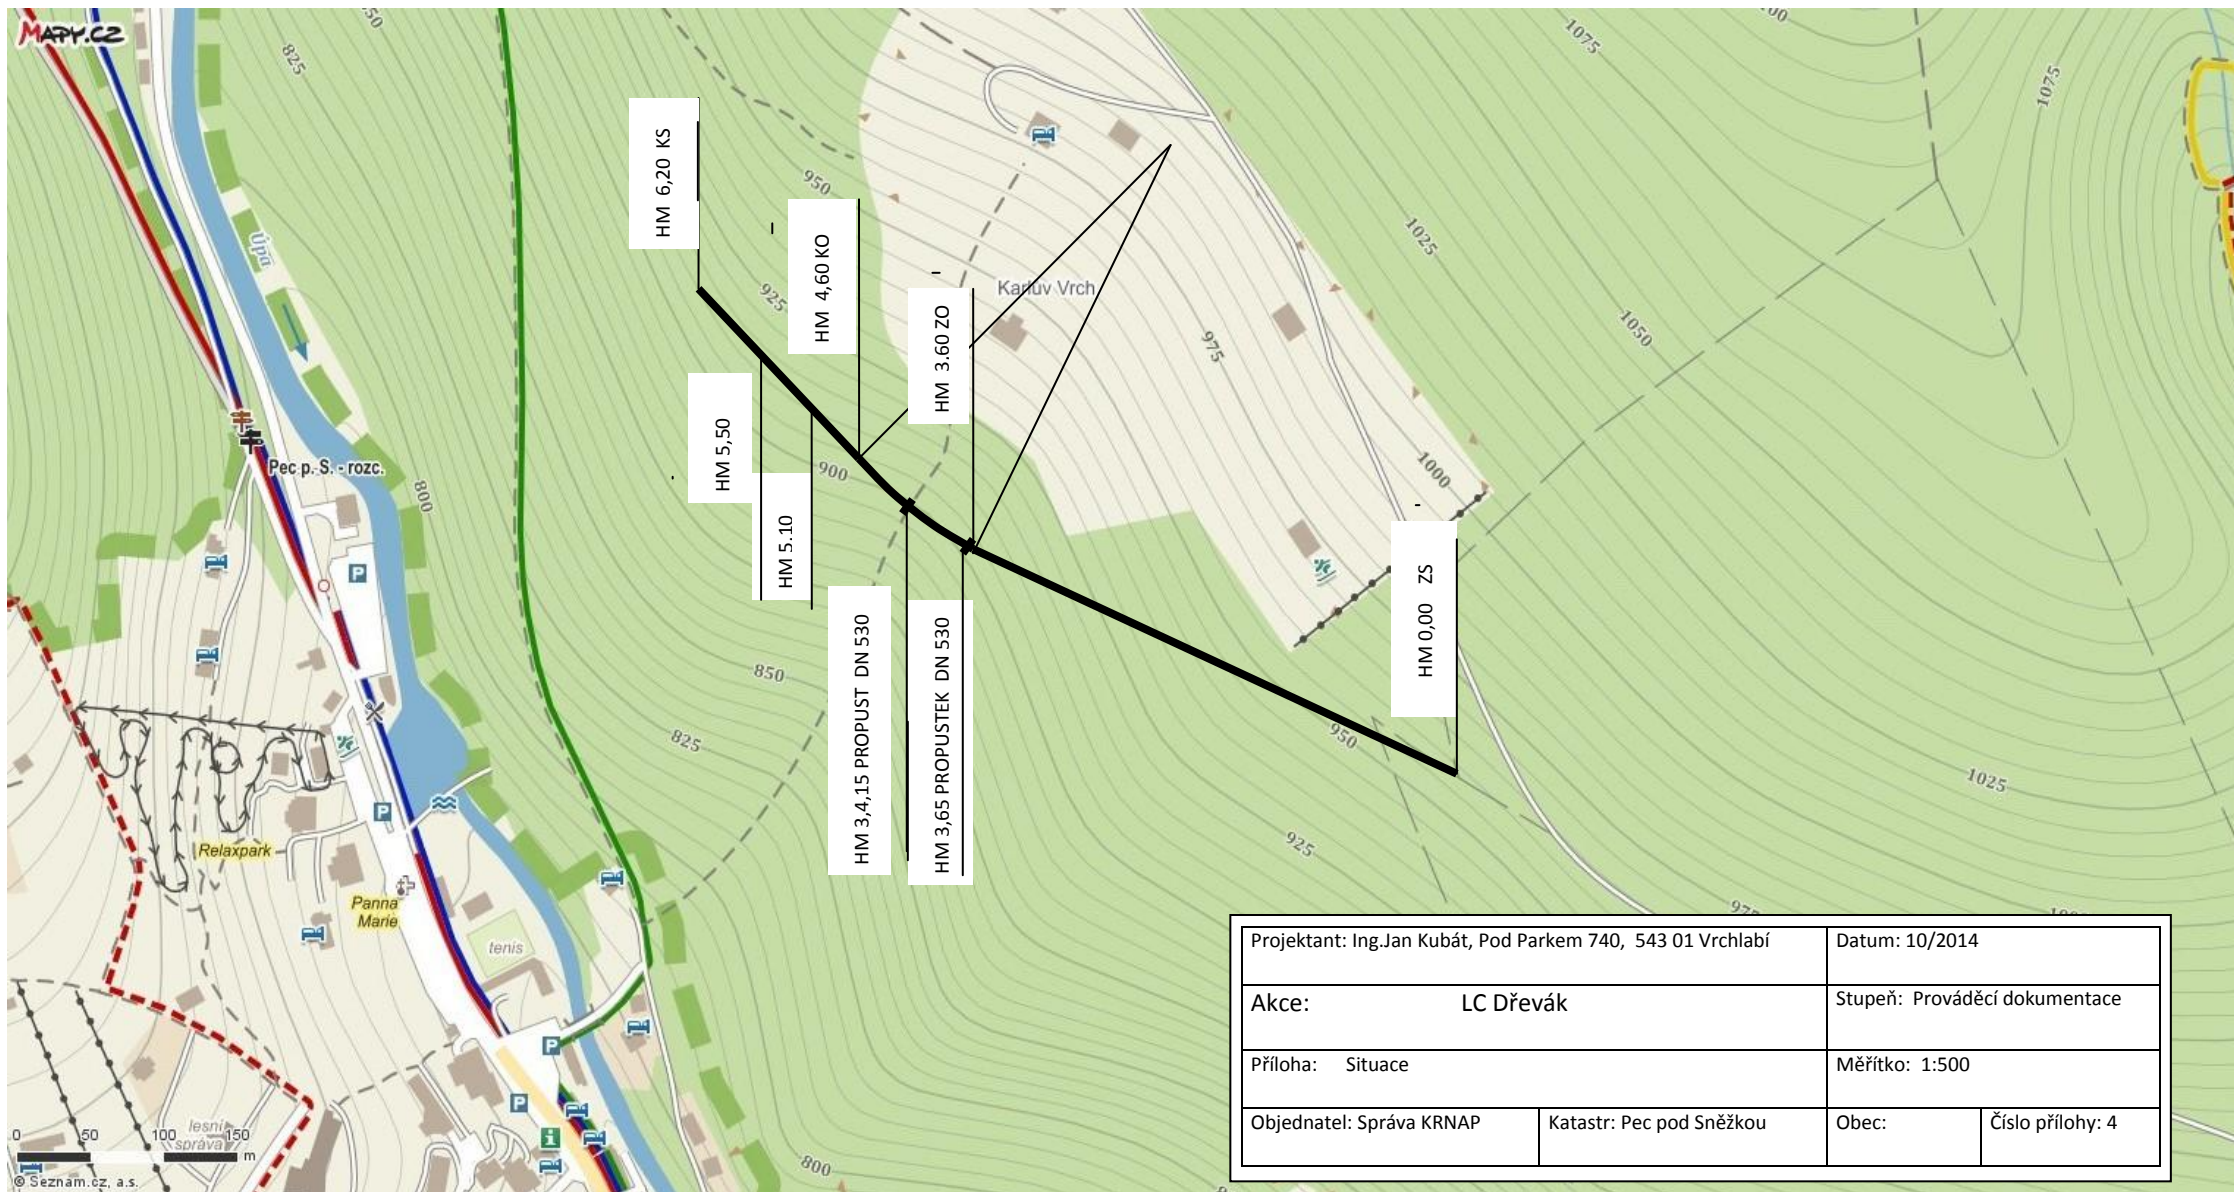 MAPY.CZ
50
825
Úpa
Pec p. S. - rozc.
800
P
HM 6,20 KS
950
925
HM 4,60 KO
HM 3.60 ZO
Karlův Vrch
975
1075
1075
1025
1050
1000
HM 5,50
HM 5.10
900
HM 3,4,15 PROPUST DN 530
HM 3,65 PROPUSTEK DN 530
HM 0,00 ZS
850
825
950
925
1025
P
Relaxpark
Panna
Marie
tenis
P
P
i
lesní
správa
0 50 100 150
m
© Seznam.cz, a.s.
800
Projektant: Ing.Jan Kubát, Pod Parkem 740, 543 01 Vrchlabí
Datum: 10/2014
Akce: LC Dřevák
Stupeň: Prováděcí dokumentace
Příloha: Situace
Měřítko: 1:500
Objednatel: Správa KRNAP
Katastr: Pec pod Sněžkou
Obec:
Číslo přílohy: 4